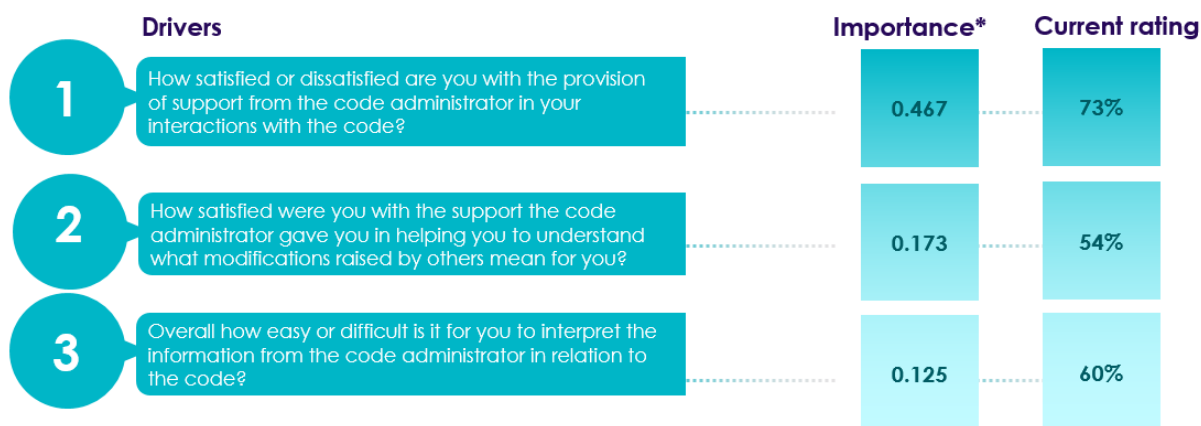 Drivers Importance* Current rating
1
How satisfied or dissatisfied are you with the provision
of support from the code administrator in your
interactions with the code?
0.467 73%
2
How satisfied were you with the support the code
administrator gave you in helping you to understand
what modifications raised by others mean for you?
0.173 54%
3
Overall how easy or difficult is it for you to interpret the
information from the code administrator in relation to
the code?
0.125 60%